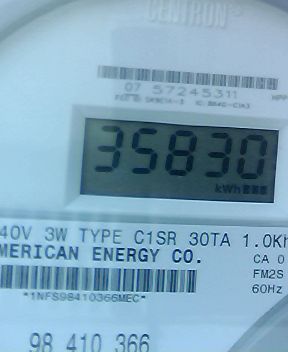 CENTRON®
07 57245311
35830
kWh
40V 3W TYPE C1SR 30TA 1.0Kh
MERICAN ENERGY CO.
CA 0
FM2S
60Hz
*1NFS98410366MEC*
98 410 366